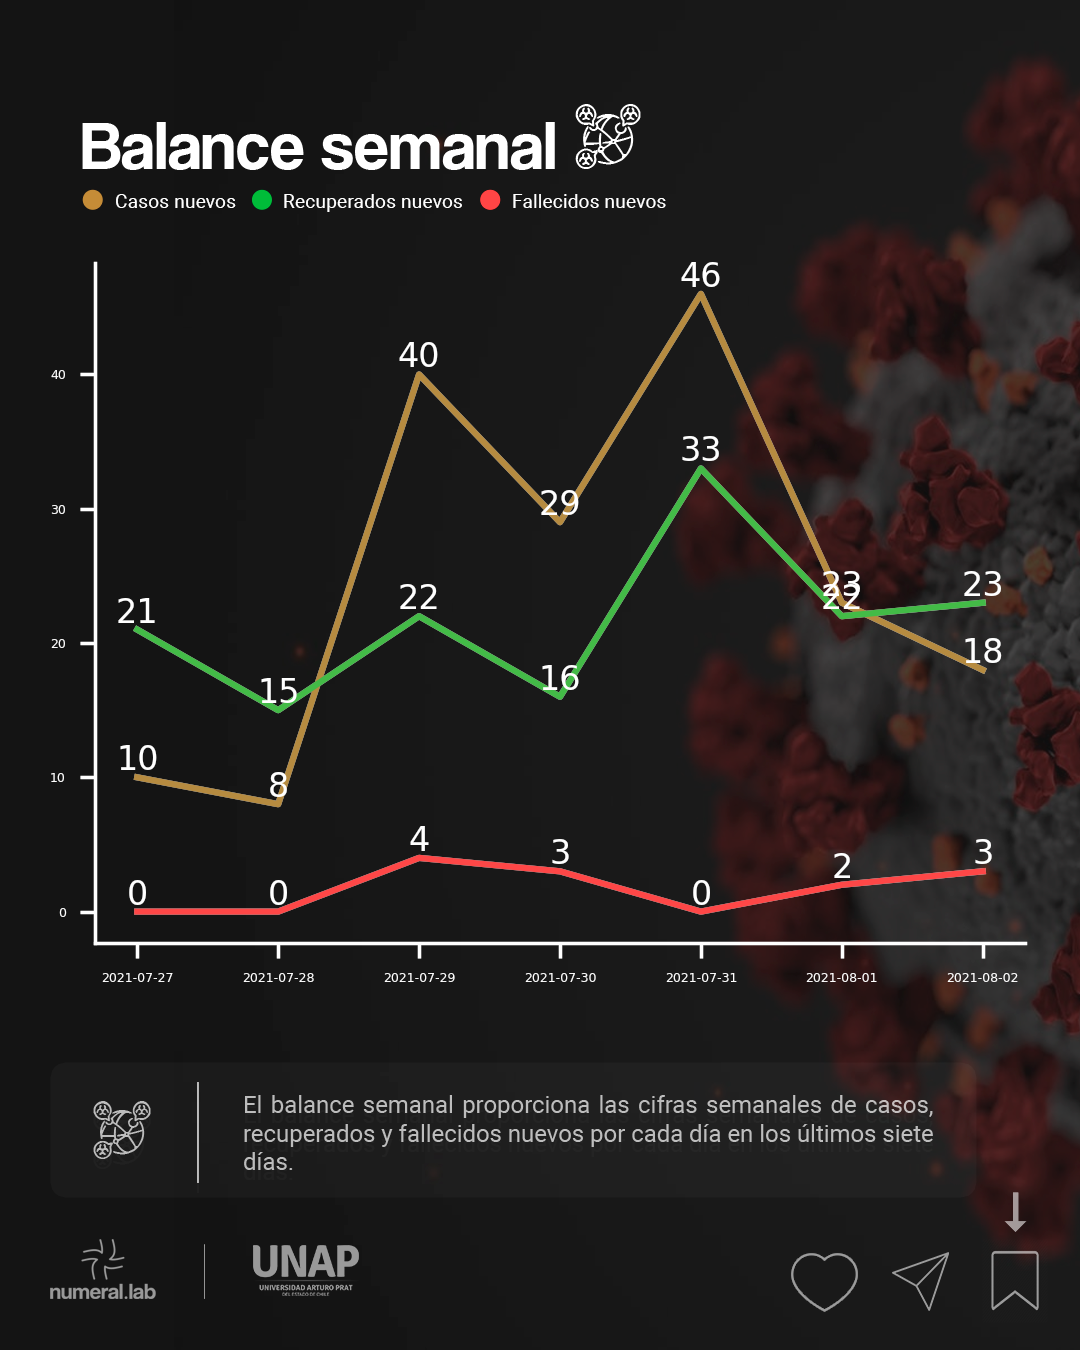 Balance semanal
Casos nuevos Recuperados nuevos Fallecidos nuevos
46
40
40
33
29
30
23
22
23
22
21
20
18
16
15
10
10
8
4
3
3
2
0
0
0
0
2021-07-27 2021-07-28 2021-07-29 2021-07-30 2021-07-31 2021-08-01 2021-08-02
El balance semanal proporciona las cifras semanales de casos,
recuperados y fallecidos nuevos por cada día en los últimos siete
días.
numeral.lab
UNAP
UNIVERSIDAD ARTURO PRAT
DEL ESTADO DE CHILE